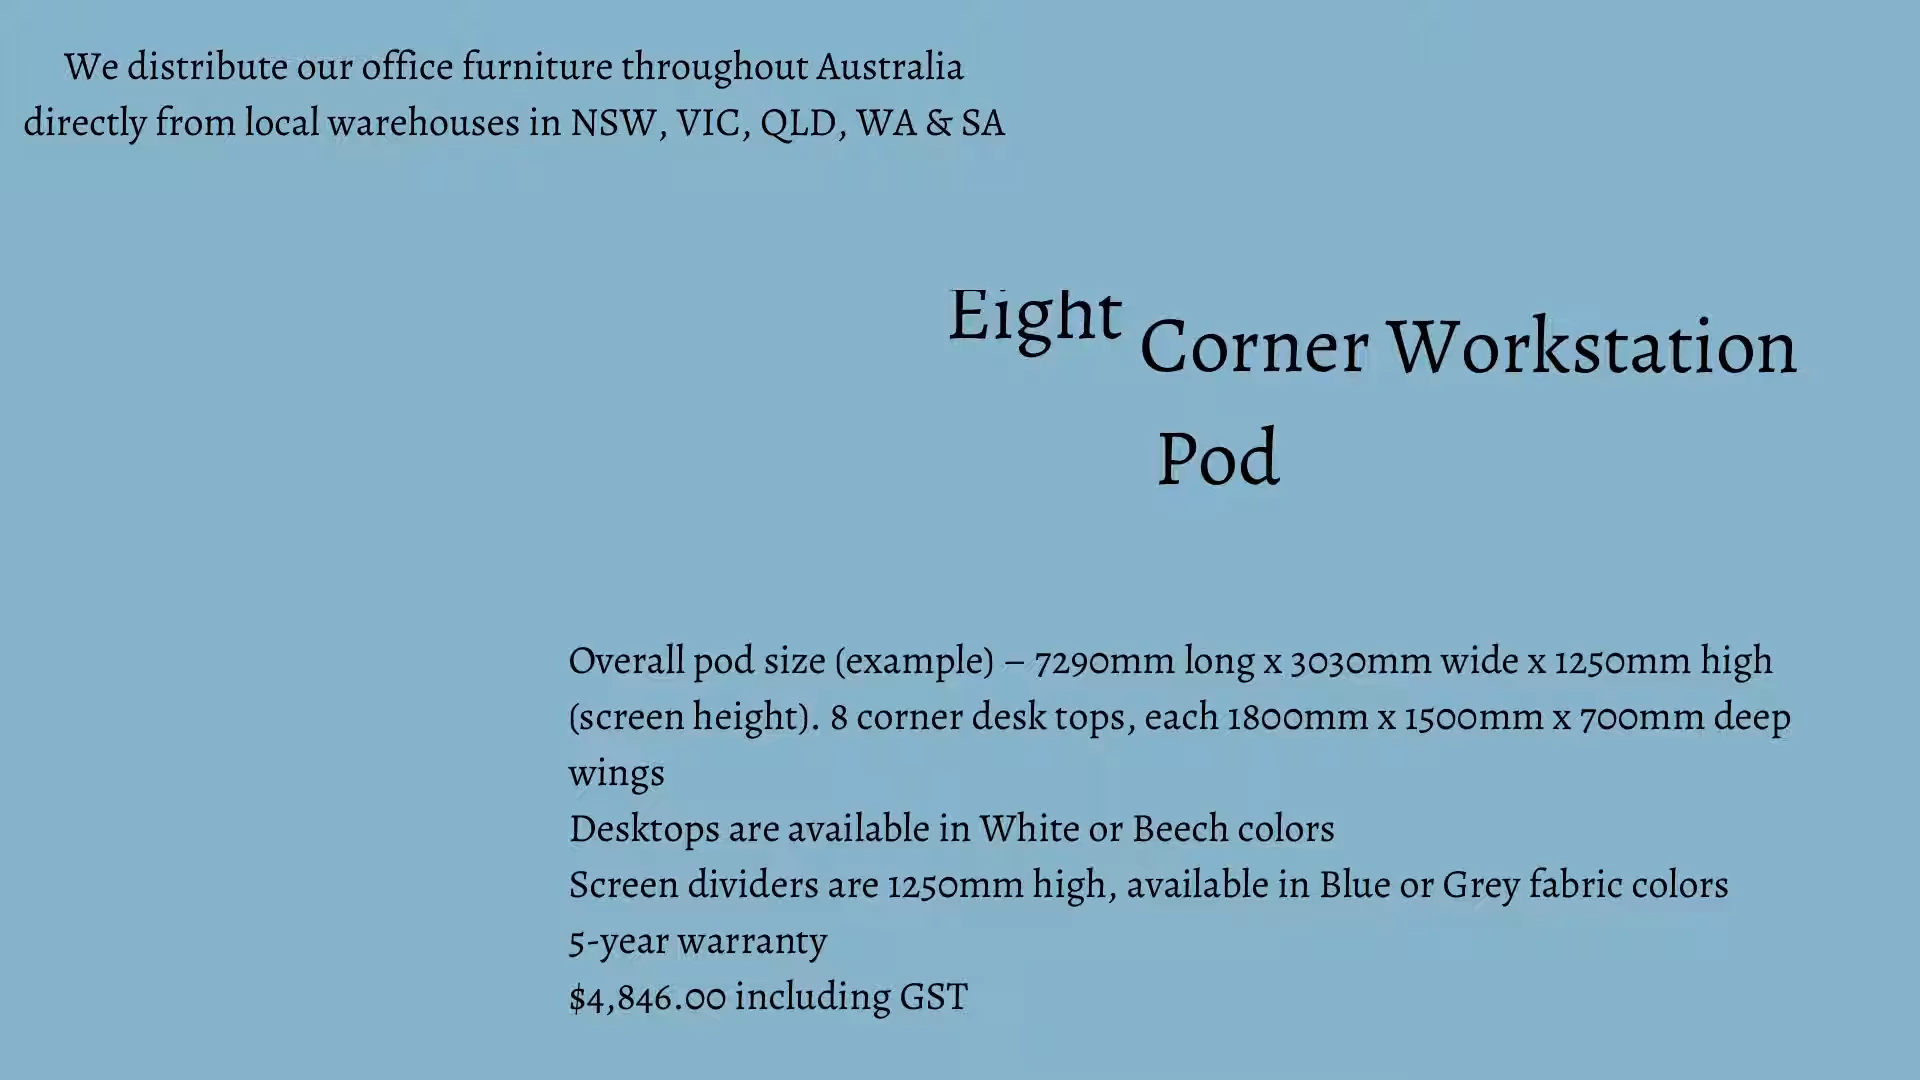 We distribute our office furniture throughout Australia
directly from local warehouses in NSW, VIC, QLD, WA & SA
Eight Corner Workstation
Pod
Overall pod size (example) – 7290mm long x 3030mm wide x 1250mm high
(screen height). 8 corner desk tops, each 1800mm x 1500mm x 700mm deep
wings
Desktops are available in White or Beech colors
Screen dividers are 1250mm high, available in Blue or Grey fabric colors
5-year warranty
$4,846.00 including GST